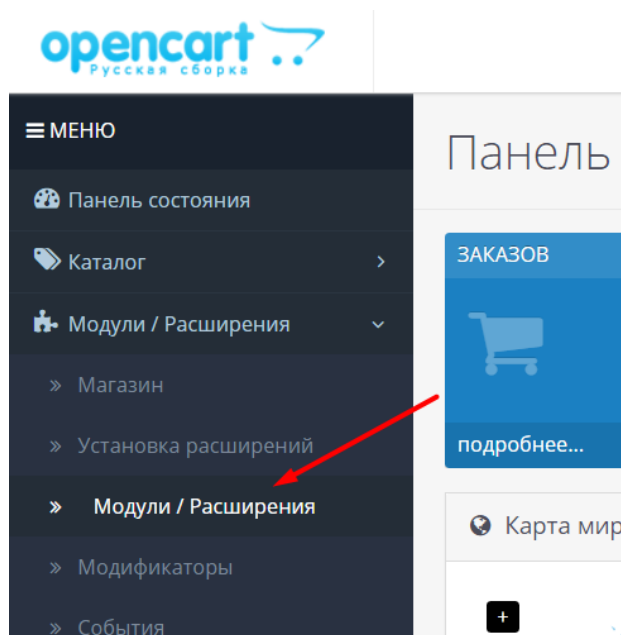 opencart
Русская сборка
МЕНЮ
Панель состояния
Каталог
Модули / Расширения
Магазин
Установка расширений
Модули / Расширения
Модификаторы
События
Панель
ЗАКАЗОВ
подробнее...
Карта мир
+